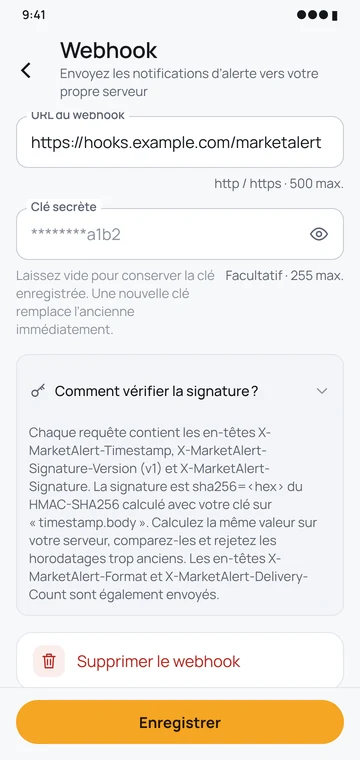 9:41
Webhook
Envoyez les notifications d'alerte vers votre
propre serveur
URL du webhook
https://hooks.example.com/marketalert
http / https · 500 max.
Clé secrète
********a1b2
Laissez vide pour conserver la clé
enregistrée. Une nouvelle clé
remplace l'ancienne
immédiatement.
Facultatif · 255 max.
Comment vérifier la signature ?
Chaque requête contient les en-têtes X-
MarketAlert-Timestamp, X-MarketAlert-
Signature-Version (v1) et X-MarketAlert-
Signature. La signature est sha256=<hex> du
HMAC-SHA256 calculé avec votre clé sur
« timestamp.body ». Calculez la même valeur sur
votre serveur, comparez-les et rejetez les
horodatages trop anciens. Les en-têtes X-
MarketAlert-Format et X-MarketAlert-Delivery-
Count sont également envoyés.
Supprimer le webhook
Enregistrer